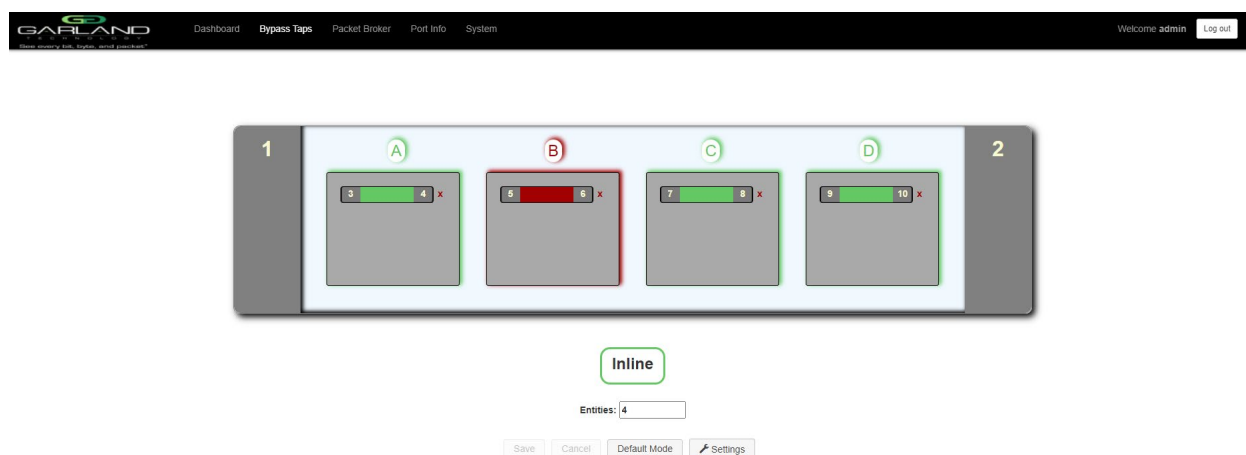 GARLAND
TECHNOLOGY
See every bit, byte, and packet.
Dashboard Bypass Taps Packet Broker Port Info System
Welcome admin Log out
1 A B C D 2
3 4 x 5 6 x 7 8 x 9 10 x
Inline
Entities: 4
Save Cancel Default Mode Settings